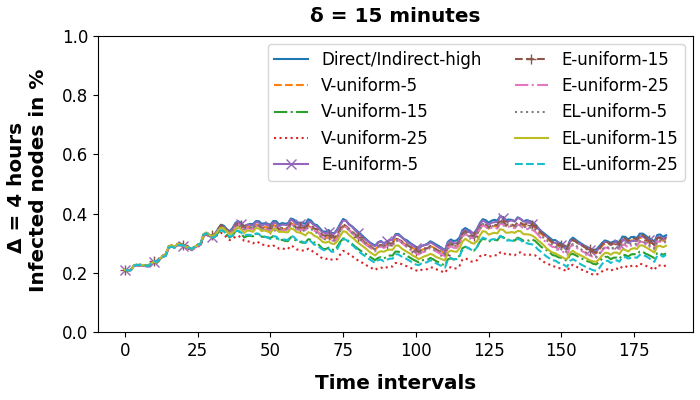 δ = 15 minutes
Δ = 4 hours
Infected nodes in %
1.0
0.8
0.6
0.4
0.2
0.0
Direct/Indirect-high
V-uniform-5
V-uniform-15
V-uniform-25
E-uniform-5
E-uniform-15
E-uniform-25
EL-uniform-5
EL-uniform-15
EL-uniform-25
0 25 50 75 100 125 150 175
Time intervals